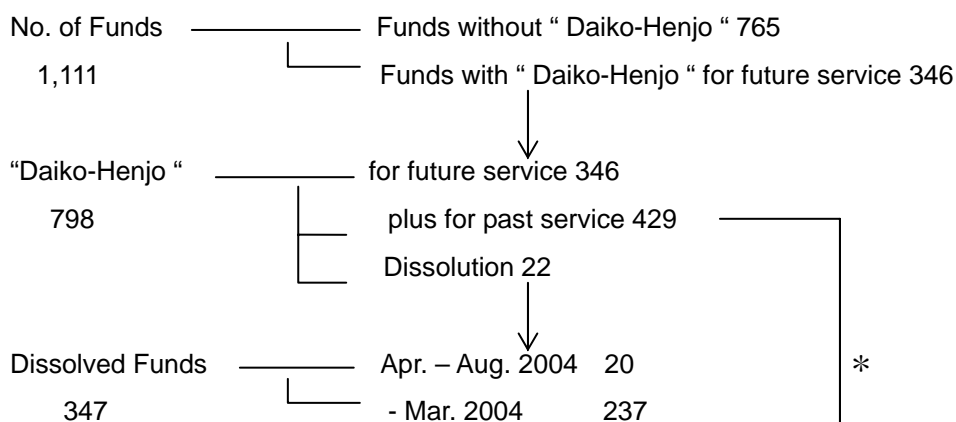 No. of Funds Funds without “ Daiko-Henjo “ 765
1,111 Funds with “ Daiko-Henjo “ for future service 346
“Daiko-Henjo “ for future service 346
798 plus for past service 429
Dissolution 22
Dissolved Funds Apr. – Aug. 2004 20 *
347 - Mar. 2004 237